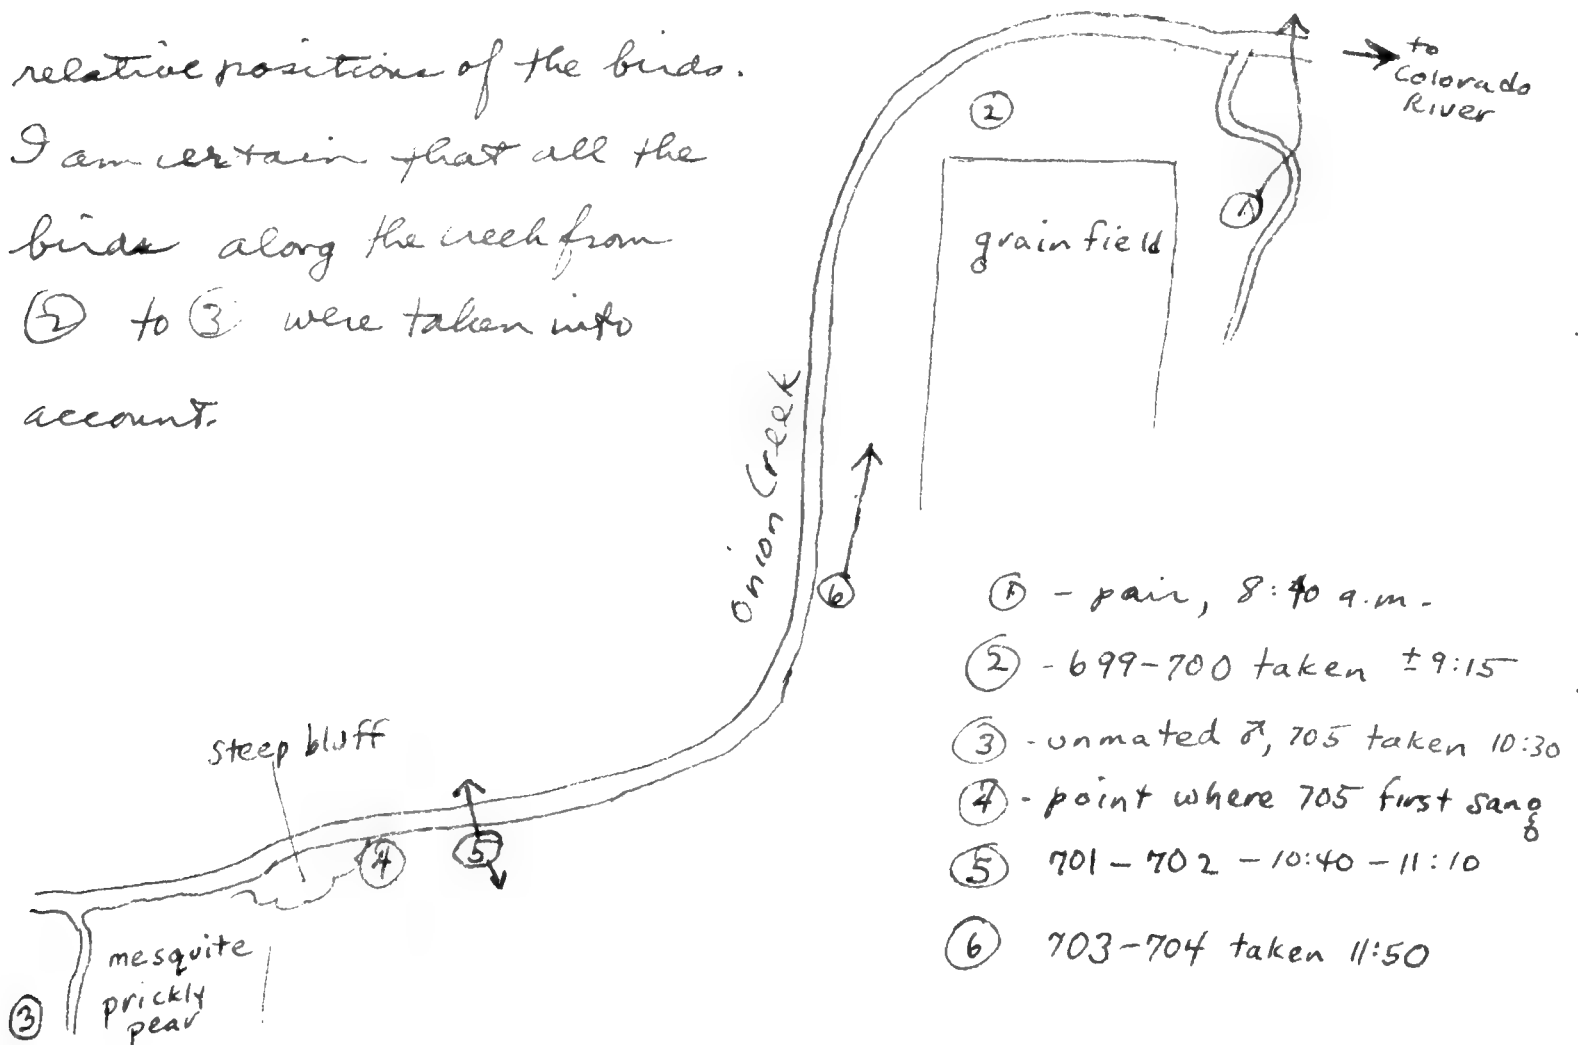 relative positions of the birds.
I am certain that all the
birds along the creek from
② to ③ were taken into
account.
to
Colorado
River
②
①
grainfield
Onion Creek
⑥
steep bluff
④
⑤
mesquite
prickly
pear
③
① - pair, 8:40 a.m.
② - 699-700 taken ±9:15
③ - unmated ♂, 705 taken 10:30
④ - point where 705 first sang
⑤ 701-702 - 10:40-11:10
⑥ 703-704 taken 11:50